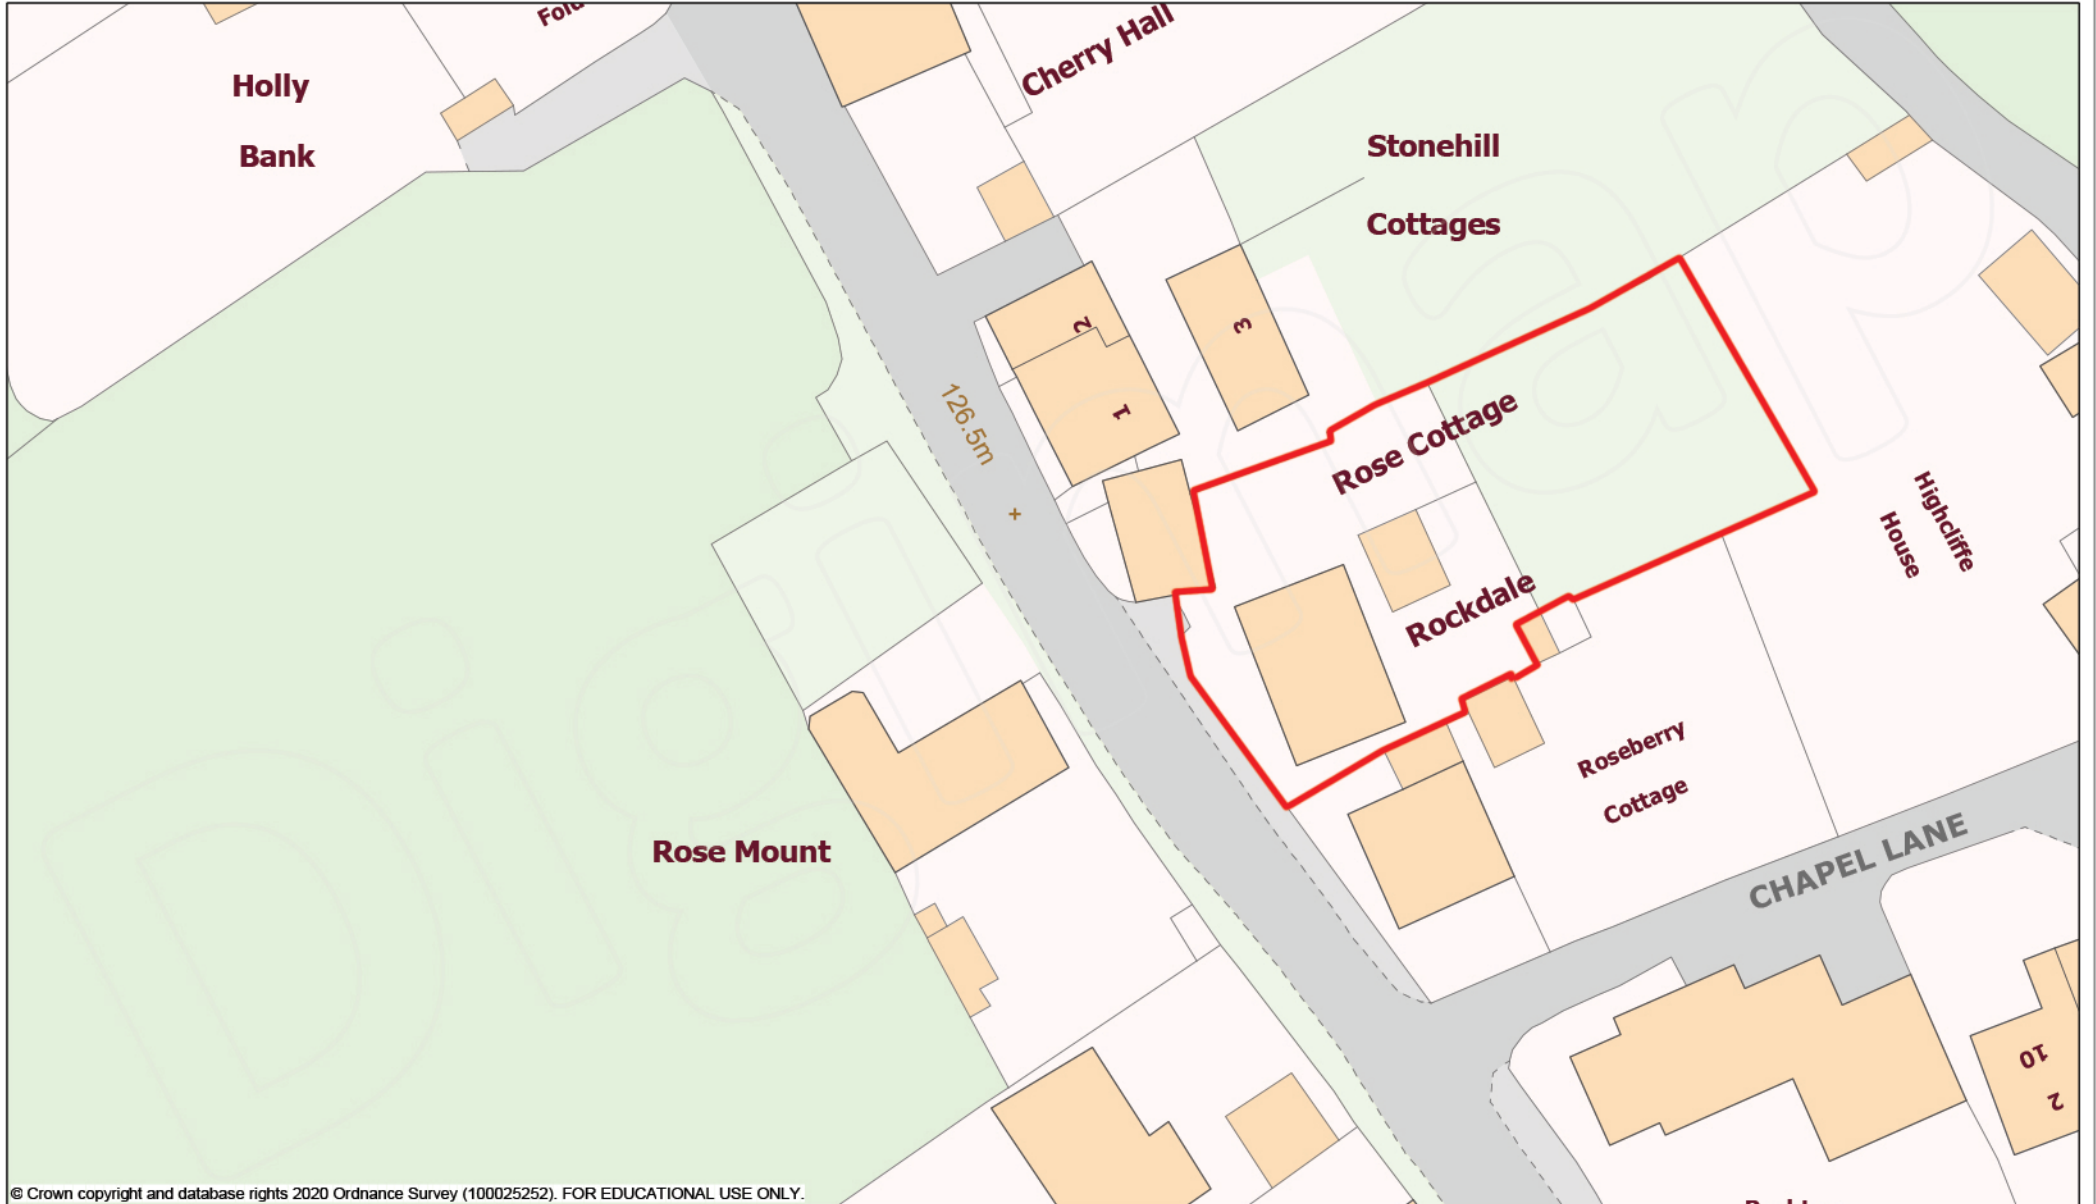 Holly
Bank
Cherry Hall
Stonehill
Cottages
2
1
3
126.5m
+
Rose Cottage
Rockdale
Highcliffe
House
Roseberry
Cottage
Rose Mount
CHAPEL LANE
10
2
© Crown copyright and database rights 2020 Ordnance Survey (100025252). FOR EDUCATIONAL USE ONLY.